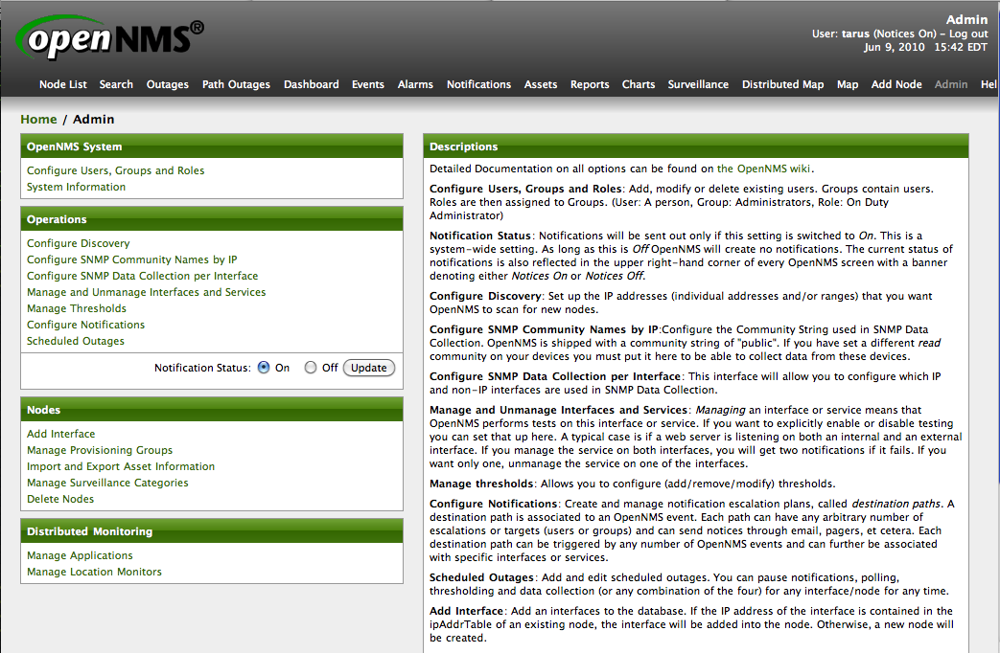 openNMS®
Admin
User: tarus (Notices On) – Log out
Jun 9, 2010 15:42 EDT
Node List Search Outages Path Outages Dashboard Events Alarms Notifications Assets Reports Charts Surveillance Distributed Map Map Add Node Admin Hel
Home / Admin
OpenNMS System
Configure Users, Groups and Roles
System Information
Operations
Configure Discovery
Configure SNMP Community Names by IP
Configure SNMP Data Collection per Interface
Manage and Unmanage Interfaces and Services
Manage Thresholds
Configure Notifications
Scheduled Outages
Notification Status: On Off Update
Nodes
Add Interface
Manage Provisioning Groups
Import and Export Asset Information
Manage Surveillance Categories
Delete Nodes
Distributed Monitoring
Manage Applications
Manage Location Monitors
Descriptions
Detailed Documentation on all options can be found on the OpenNMS wiki.
Configure Users, Groups and Roles: Add, modify or delete existing users. Groups contain users.
Roles are then assigned to Groups. (User: A person, Group: Administrators, Role: On Duty
Administrator)
Notification Status: Notifications will be sent out only if this setting is switched to On. This is a
system-wide setting. As long as this is Off OpenNMS will create no notifications. The current status of
notifications is also reflected in the upper right-hand corner of every OpenNMS screen with a banner
denoting either Notices On or Notices Off.
Configure Discovery: Set up the IP addresses (individual addresses and/or ranges) that you want
OpenNMS to scan for new nodes.
Configure SNMP Community Names by IP:Configure the Community String used in SNMP Data
Collection. OpenNMS is shipped with a community string of "public". If you have set a different read
community on your devices you must put it here to be able to collect data from these devices.
Configure SNMP Data Collection per Interface: This interface will allow you to configure which IP
and non-IP interfaces are used in SNMP Data Collection.
Manage and Unmanage Interfaces and Services: Managing an interface or service means that
OpenNMS performs tests on this interface or service. If you want to explicitly enable or disable testing
you can set that up here. A typical case is if a web server is listening on both an internal and an external
interface. If you manage the service on both interfaces, you will get two notifications if it fails. If you
want only one, unmanage the service on one of the interfaces.
Manage thresholds: Allows you to configure (add/remove/modify) thresholds.
Configure Notifications: Create and manage notification escalation plans, called destination paths. A
destination path is associated to an OpenNMS event. Each path can have any arbitrary number of
escalations or targets (users or groups) and can send notices through email, pagers, et cetera. Each
destination path can be triggered by any number of OpenNMS events and can further be associated
with specific interfaces or services.
Scheduled Outages: Add and edit scheduled outages. You can pause notifications, polling,
thresholding and data collection (or any combination of the four) for any interface/node for any time.
Add Interface: Add an interfaces to the database. If the IP address of the interface is contained in the
ipAddrTable of an existing node, the interface will be added into the node. Otherwise, a new node will
be created.